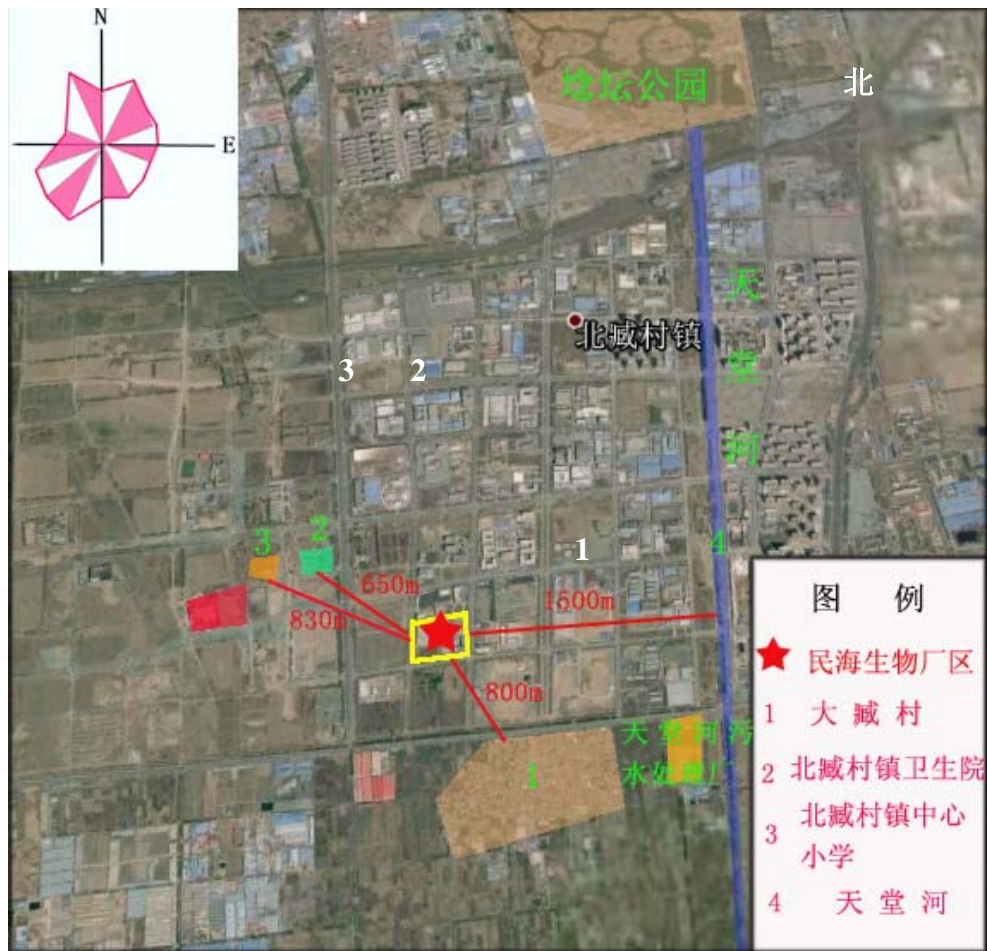 N
E
埝坛公园
北
天
堂
河
北臧村镇
3
2
3
2
1
4
650m
830m
1500m
800m
1
天堂河污
水处理厂
图 例
民海生物厂区
1 大臧村
2 北臧村镇卫生院
3 北臧村镇中心
小学
4 天堂河